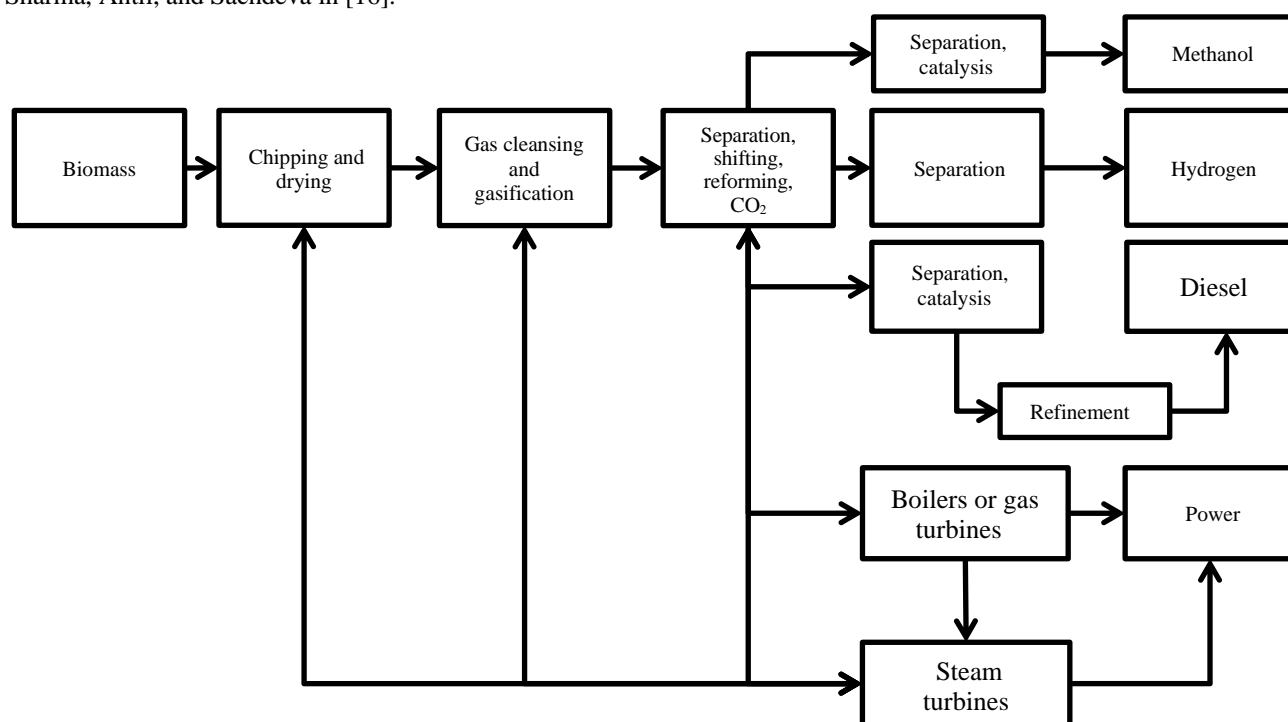 Sharma, Antil, and Sachdeva in [18].
Separation,
catalysis
Methanol
Biomass
Chipping and
drying
Gas cleansing
and
gasification
Separation,
shifting,
reforming,
CO₂
Separation
Hydrogen
Separation,
catalysis
Diesel
Refinement
Boilers or gas
turbines
Power
Steam
turbines